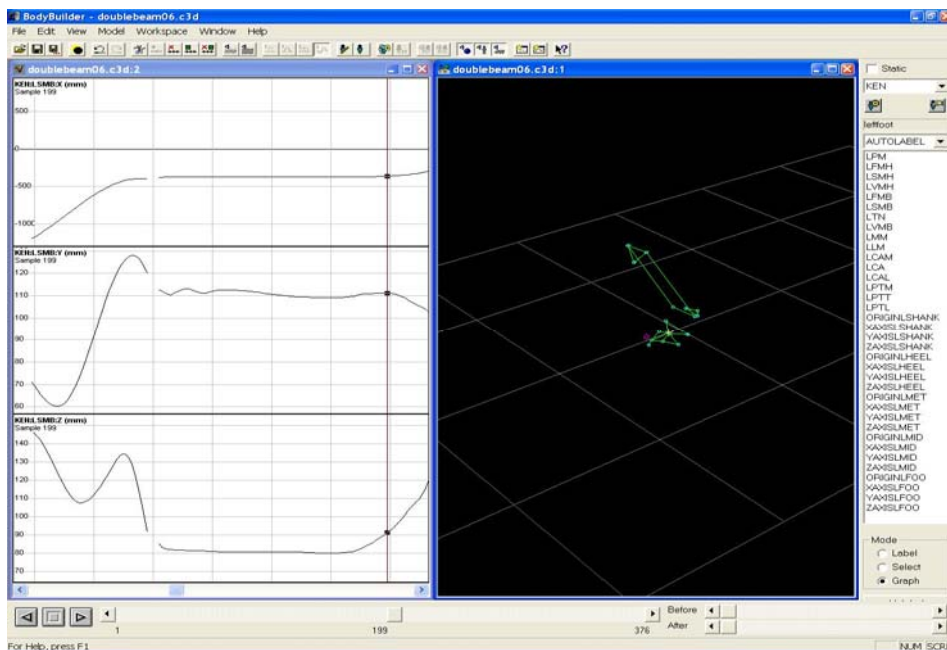 BodyBuilder - doublebeam06.c3d
File Edit View Model Workspace Window Help
doublebeam06.c3d:2
KEN:LSMB:X (mm)
Sample 199
500
0
-500
-1000
KEN:LSMB:Y (mm)
Sample 199
120
110
100
90
80
70
60
KEN:LSMB:Z (mm)
Sample 199
140
130
120
110
100
90
80
70
doublebeam06.c3d:1
Static
KEN
leftfoot
AUTOLABEL
LPM
LFMH
LSMH
LVMH
LFMB
LSMB
LTN
LVMB
LMM
LLM
LCAM
LCA
LCAL
LPTM
LPTT
LPTL
ORIGINLSHANK
XAXISLSHANK
YAXISLSHANK
ZAXISLSHANK
ORIGINLHEEL
XAXISLHEEL
YAXISLHEEL
ZAXISLHEEL
ORIGINLMET
XAXISLMET
YAXISLMET
ZAXISLMET
ORIGINLMID
XAXISLMID
YAXISLMID
ZAXISLMID
ORIGINLFOO
XAXISLFOO
YAXISLFOO
ZAXISLFOO
Mode
Label
Select
Graph
1
199
376
Before
After
For Help, press F1
NUM SCR